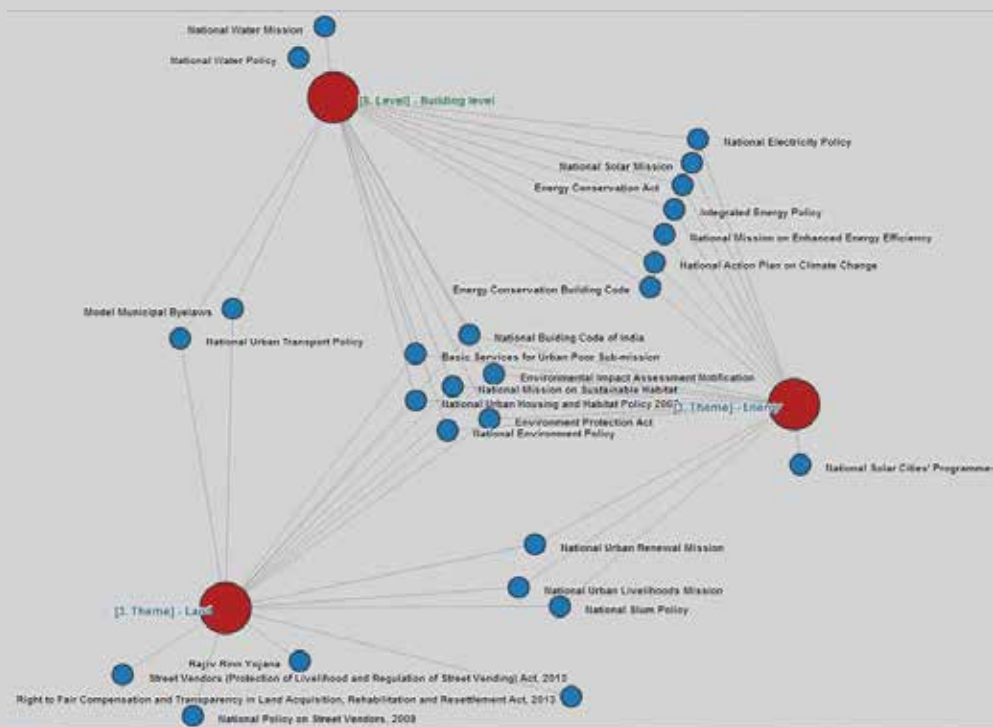 National Water Mission
National Water Policy
[5. Level] - Building level
National Electricity Policy
National Solar Mission
Energy Conservation Act
Integrated Energy Policy
National Mission on Enhanced Energy Efficiency
National Action Plan on Climate Change
Energy Conservation Building Code
Model Municipal Byelaws
National Urban Transport Policy
National Buiding Code of India
Basic Services for Urban Poor Sub-mission
Environmental Impact Assessment Notification
National Mission on Sustainable Habitat
National Urban Housing and Habitat Policy 2007
[3. Theme] - Energy
Environment Protection Act
National Environment Policy
National Solar Cities' Programme
National Urban Renewal Mission
National Urban Livelihoods Mission
National Slum Policy
[3. Theme] - Land
Rajiv Rinn Yojana
Street Vendors (Protection of Livelihood and Regulation of Street Vending) Act, 2013
Right to Fair Compensation and Transparency in Land Acquisition, Rehabilitation and Resettlement Act, 2013
National Policy on Street Vendors, 2009